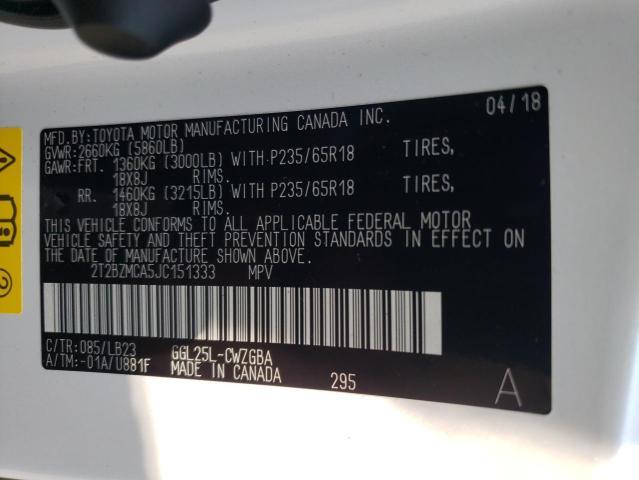 04/18
MFD.BY:TOYOTA MOTOR MANUFACTURING CANADA INC.
GVWR:2660KG (5860LB)
GAWR:FRT. 1360KG (3000LB) WITH P235/65R18 TIRES,
18X8J RIMS.
RR. 1460KG (3215LB) WITH P235/65R18 TIRES,
18X8J RIMS.
THIS VEHICLE CONFORMS TO ALL APPLICABLE FEDERAL MOTOR
VEHICLE SAFETY AND THEFT PREVENTION STANDARDS IN EFFECT ON
THE DATE OF MANUFACTURE SHOWN ABOVE.
2T2BZMCA5JC151333 MPV
C/TR:085/LB23 GGL25L-CWZGBA
A/TM:-01A/U881F MADE IN CANADA 295 A
2